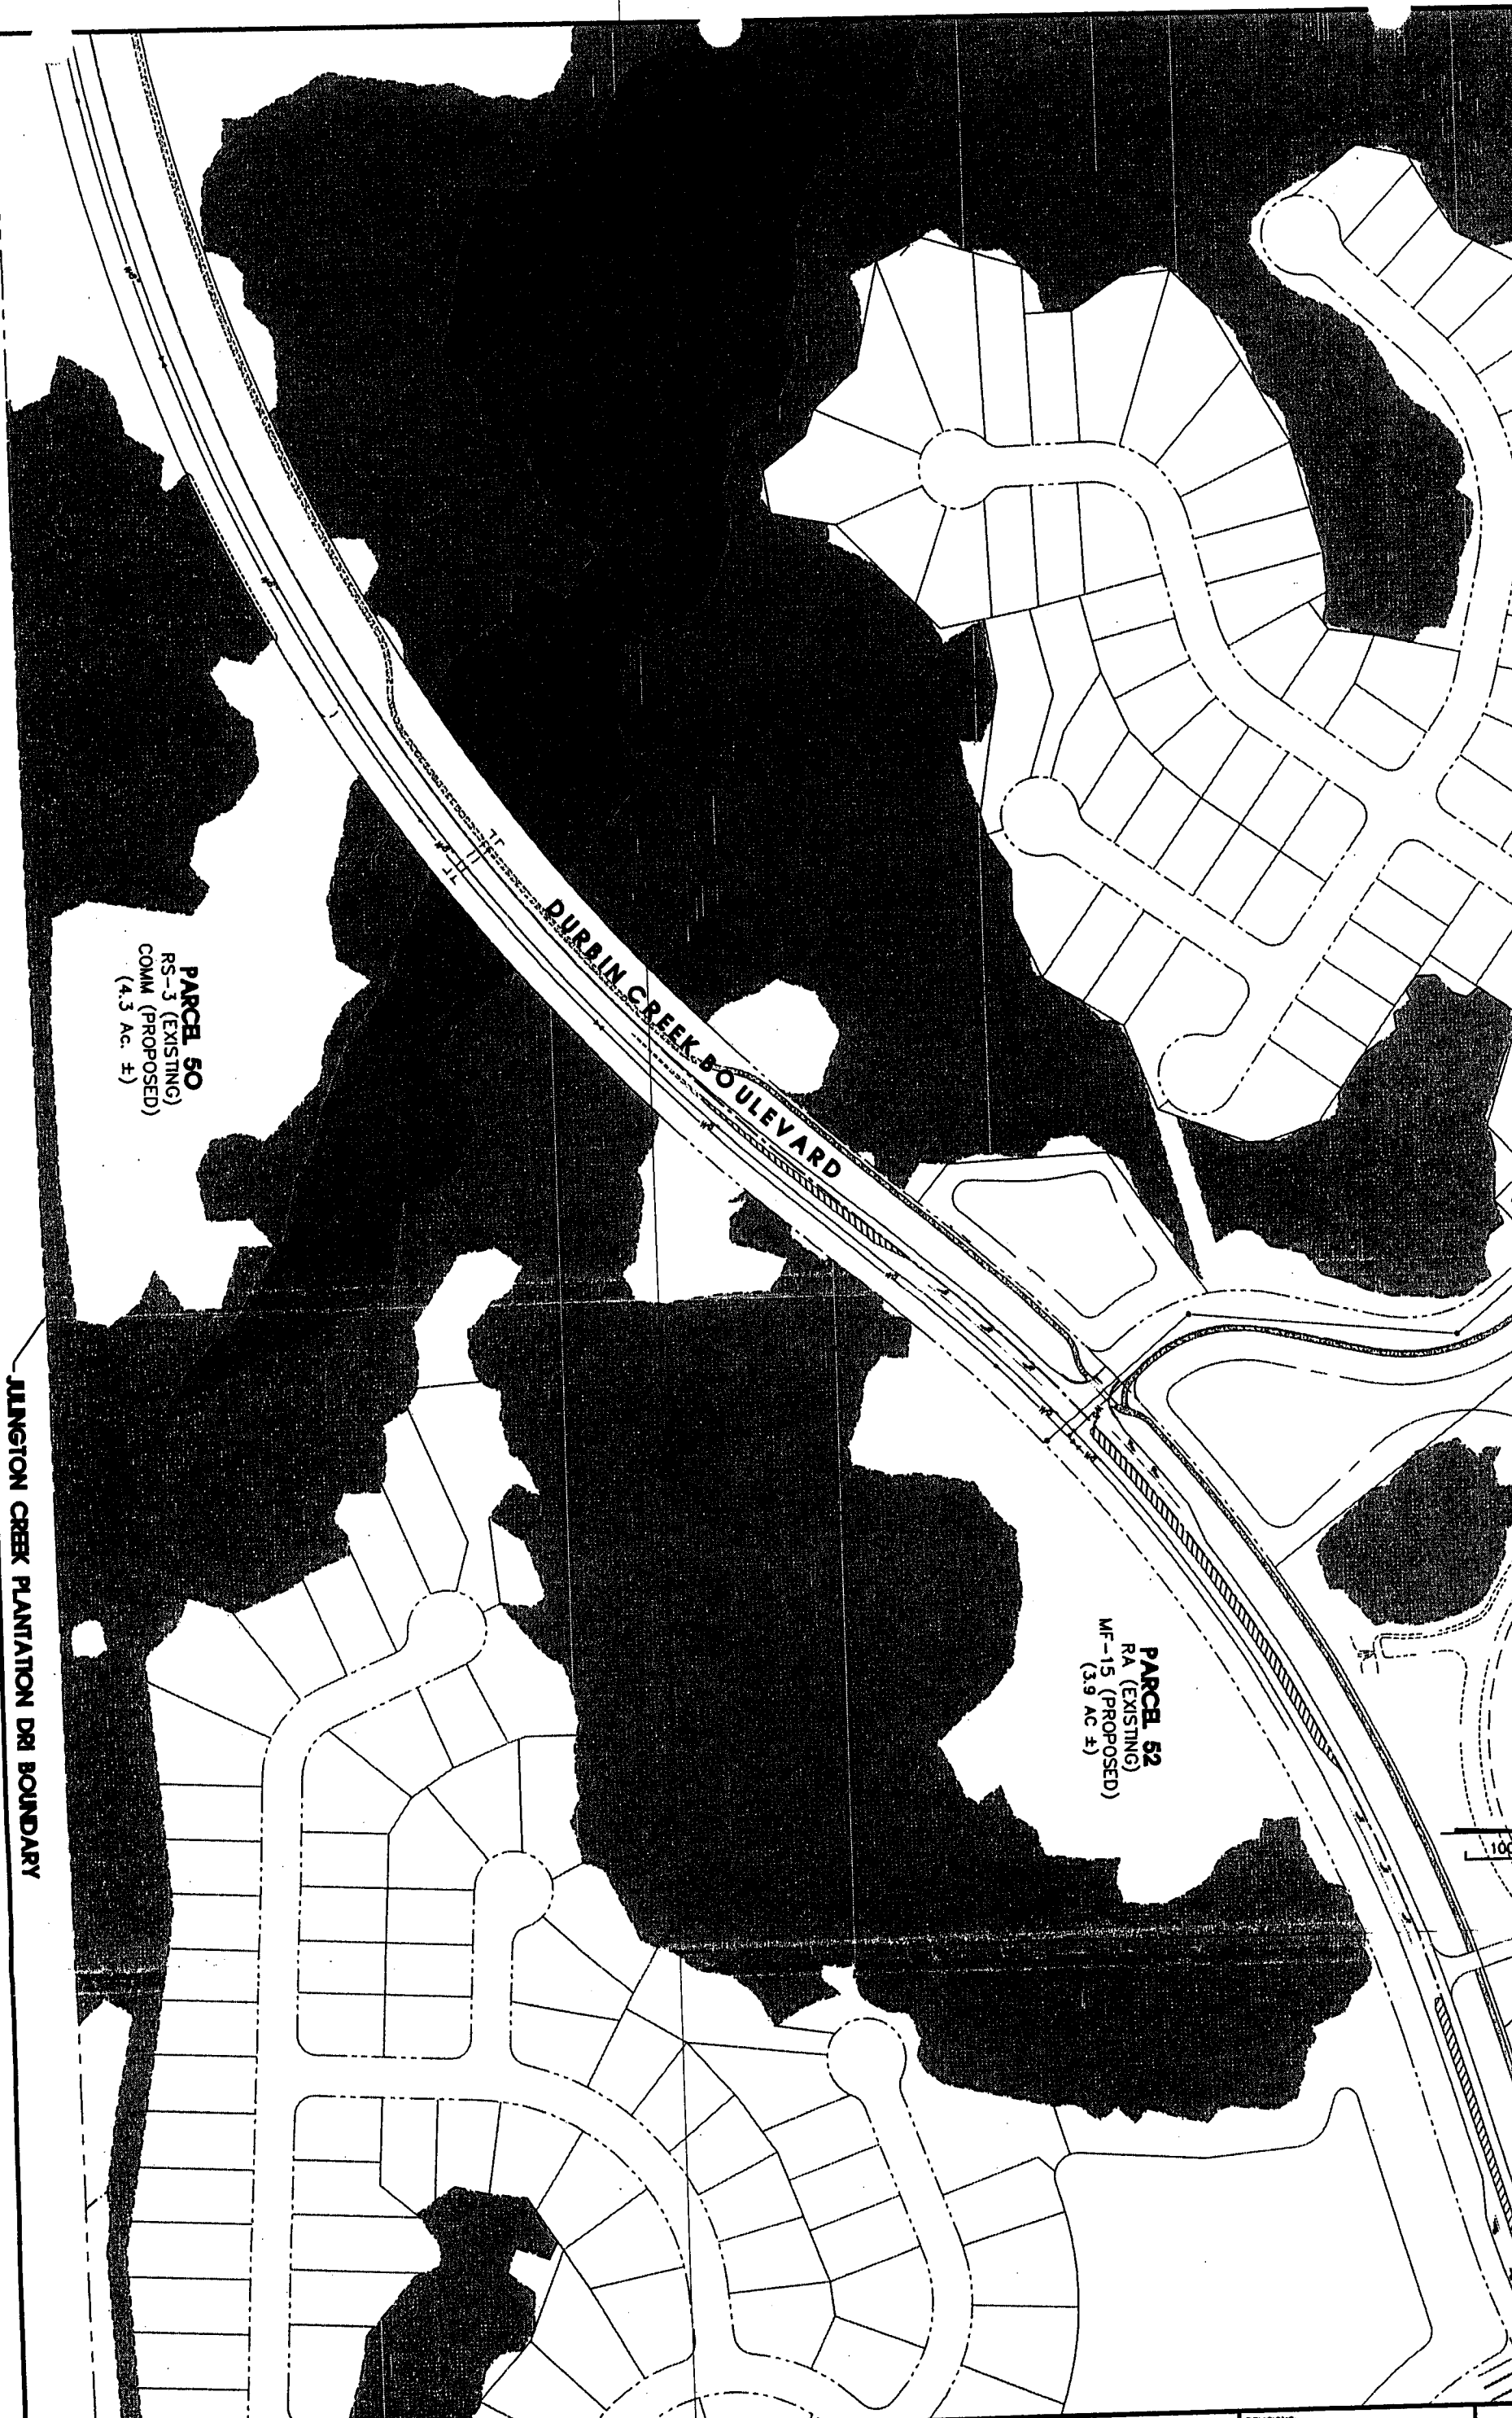 DURBIN CREEK BOULEVARD
PARCEL 50
RS-3 (EXISTING)
COMM (PROPOSED)
(4.3 Ac. ±)
PARCEL 52
RA (EXISTING)
MF-15 (PROPOSED)
(3.9 AC ±)
JULINGTON CREEK PLANTATION DRI BOUNDARY